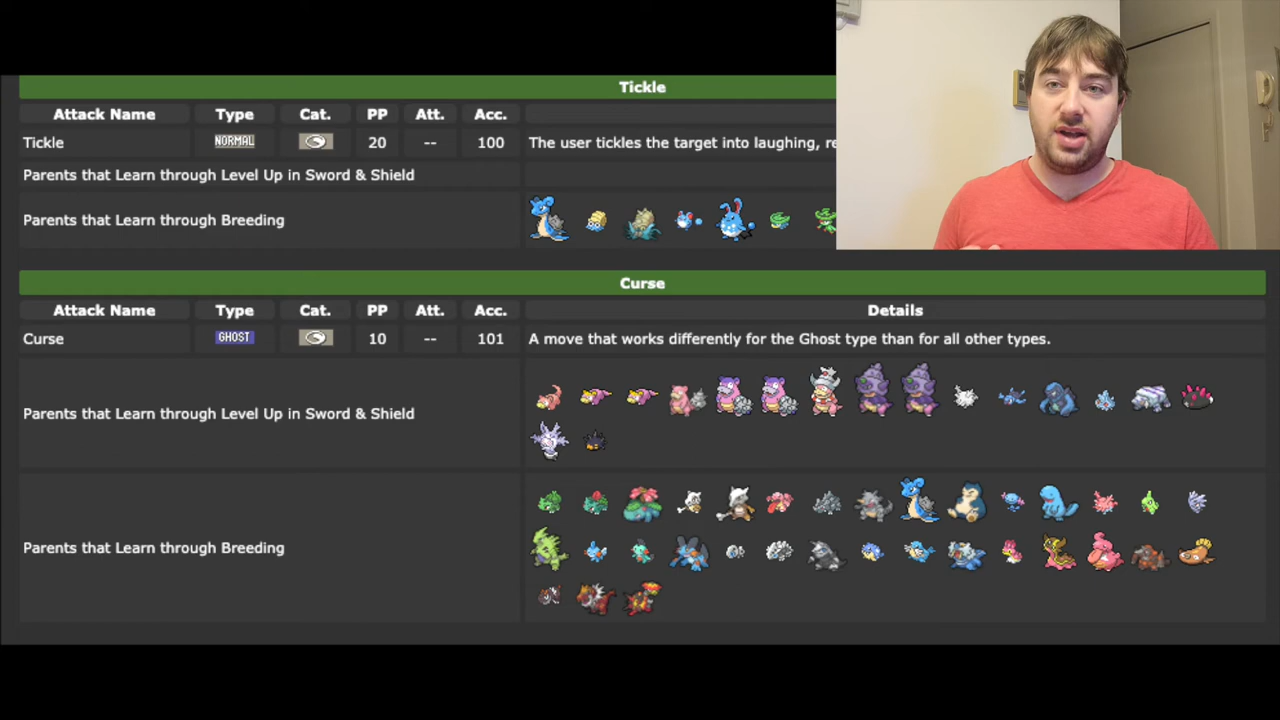 Tickle
Attack Name Type Cat. PP Att. Acc.
Tickle NORMAL 20 -- 100 The user tickles the target into laughing, re
Parents that Learn through Level Up in Sword & Shield
Parents that Learn through Breeding
Curse
Attack Name Type Cat. PP Att. Acc. Details
Curse GHOST 10 -- 101 A move that works differently for the Ghost type than for all other types.
Parents that Learn through Level Up in Sword & Shield
Parents that Learn through Breeding